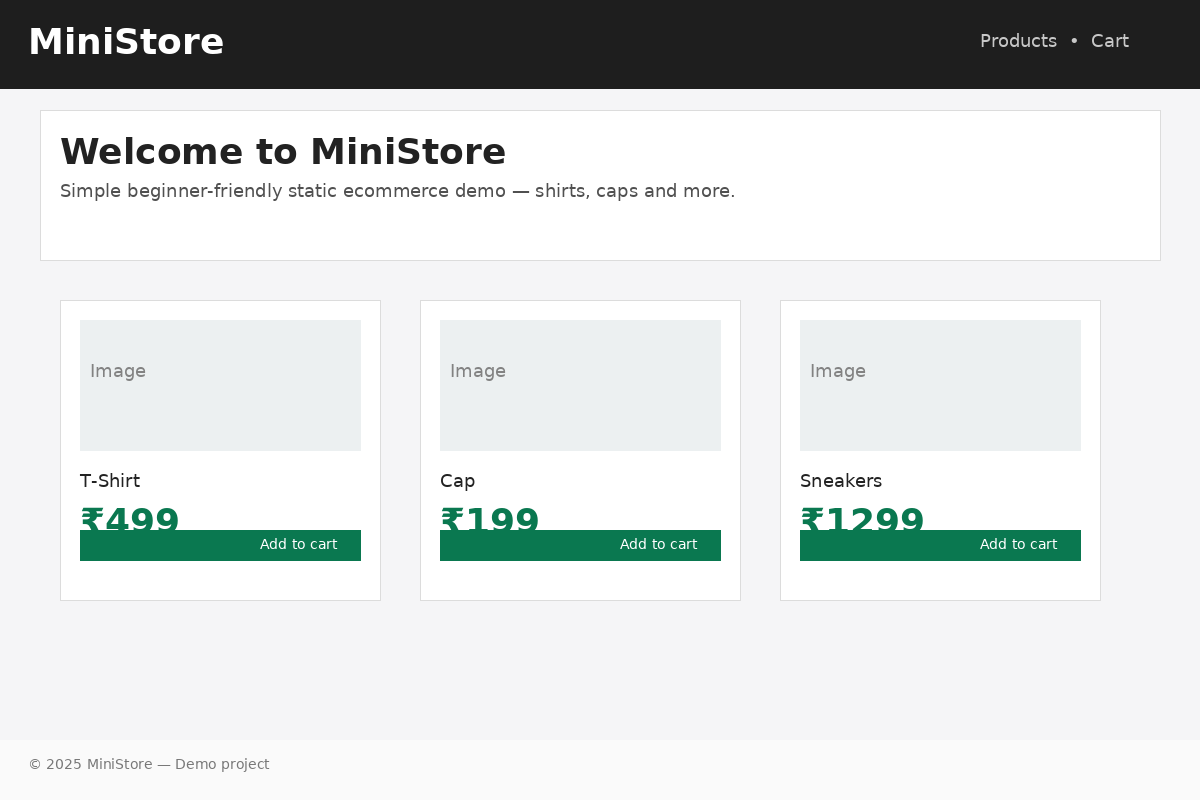 MiniStore
Products • Cart
Welcome to MiniStore
Simple beginner-friendly static ecommerce demo — shirts, caps and more.
Image
Image
Image
T-Shirt
Cap
Sneakers
₹499
₹199
₹1299
Add to cart
Add to cart
Add to cart
© 2025 MiniStore — Demo project